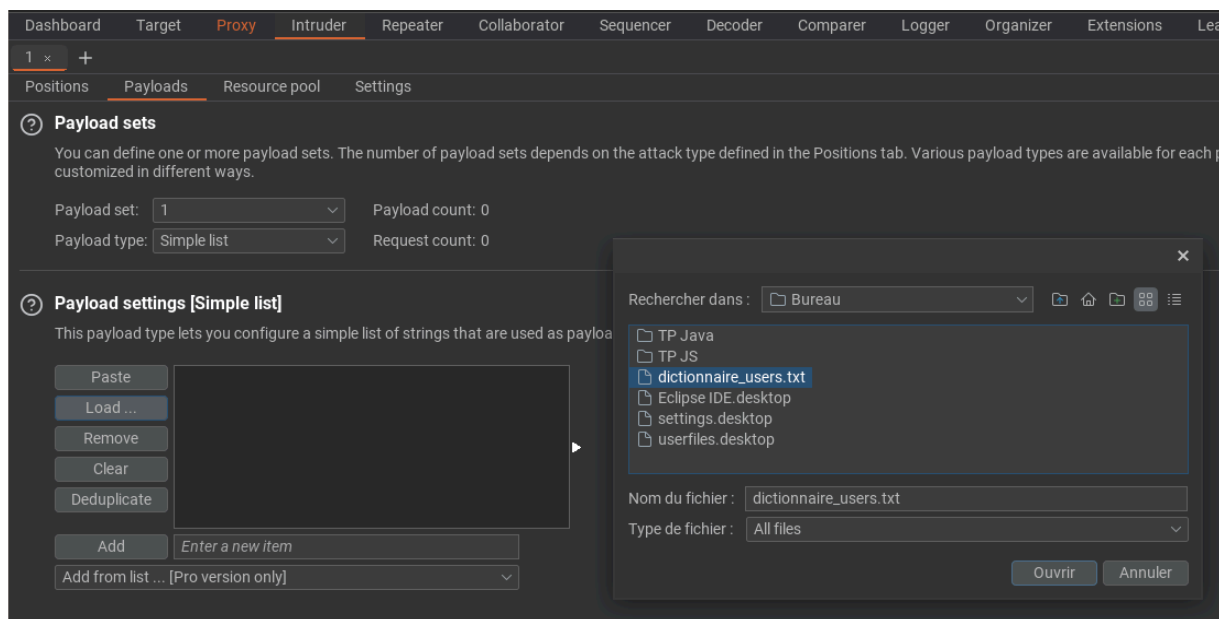 Dashboard Target Proxy Intruder Repeater Collaborator Sequencer Decoder Comparer Logger Organizer Extensions Lea
1 × +
Positions Payloads Resource pool Settings
? Payload sets
You can define one or more payload sets. The number of payload sets depends on the attack type defined in the Positions tab. Various payload types are available for each p
customized in different ways.
Payload set: 1 Payload count: 0
Payload type: Simple list Request count: 0
? Payload settings [Simple list]
This payload type lets you configure a simple list of strings that are used as payloa
Paste
Load ...
Remove
Clear
Deduplicate
Add Enter a new item
Add from list ... [Pro version only]
Rechercher dans : Bureau
TP Java
TP JS
dictionnaire_users.txt
Eclipse IDE.desktop
settings.desktop
userfiles.desktop
Nom du fichier : dictionnaire_users.txt
Type de fichier : All files
Ouvrir Annuler